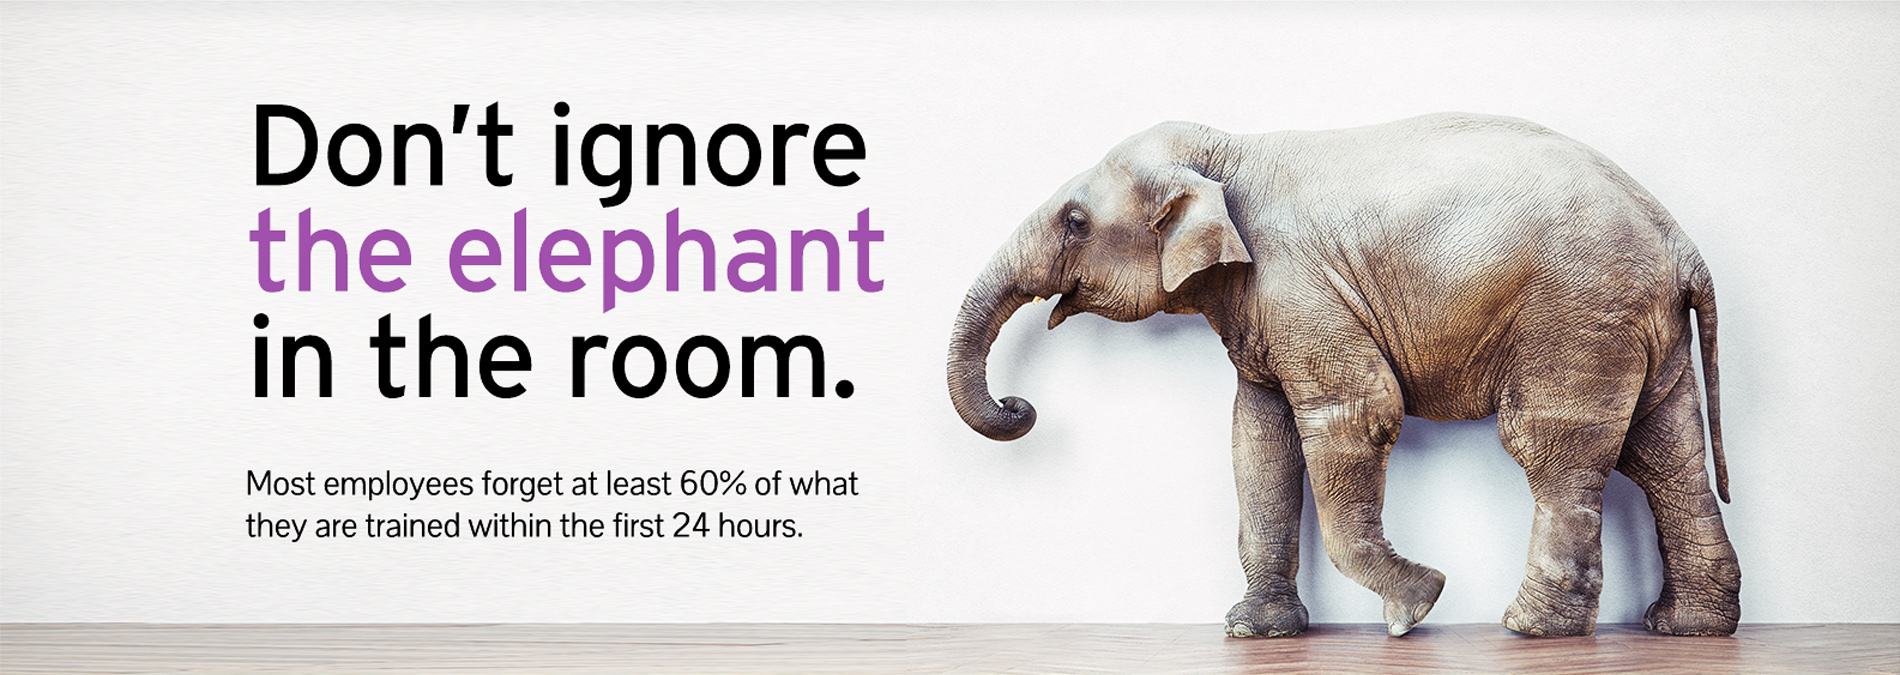 Don't ignore
the elephant
in the room.
Most employees forget at least 60% of what
they are trained within the first 24 hours.